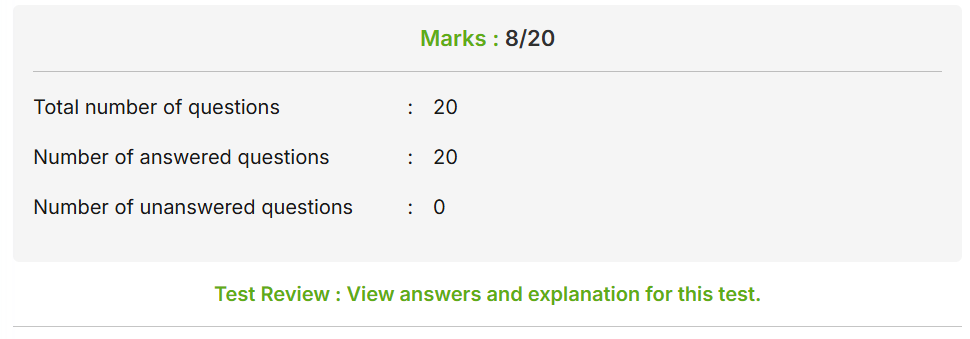 Marks : 8/20
Total number of questions : 20
Number of answered questions : 20
Number of unanswered questions : 0
Test Review : View answers and explanation for this test.